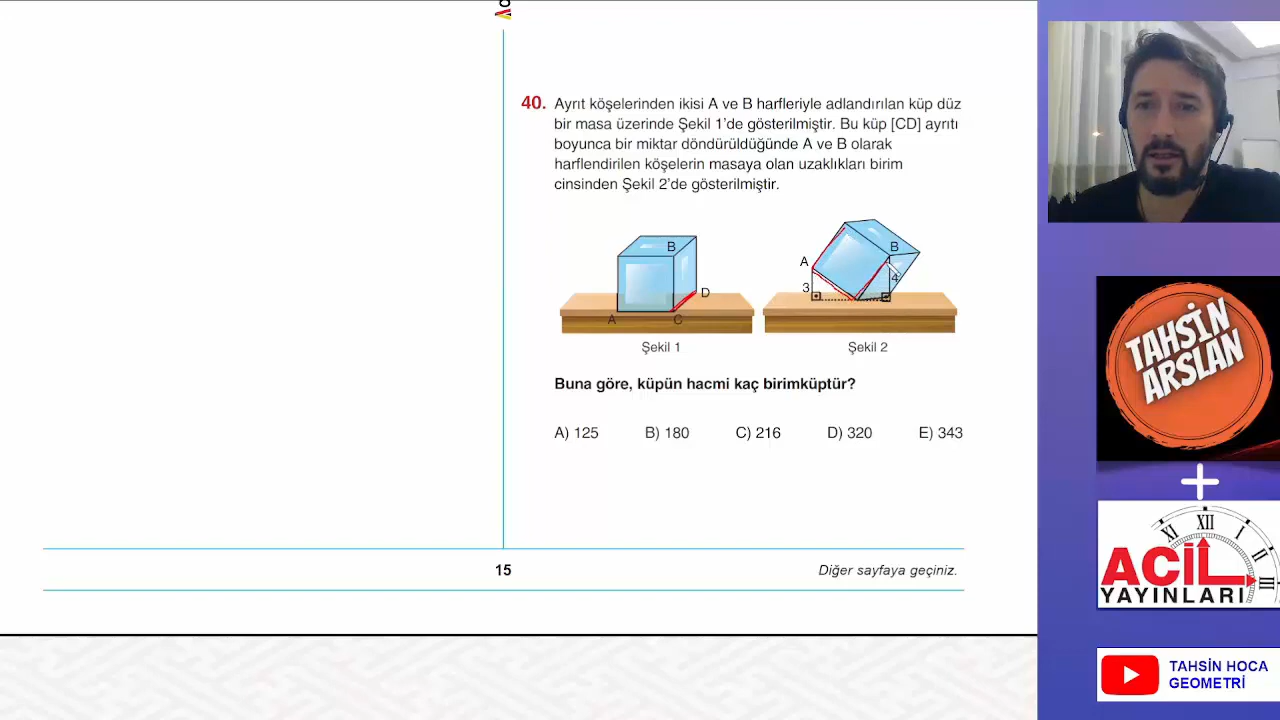 40. Ayrıt köşelerinden ikisi A ve B harfleriyle adlandırılan küp düz
bir masa üzerinde Şekil 1'de gösterilmiştir. Bu küp [CD] ayrıtı
boyunca bir miktar döndürüldüğünde A ve B olarak
harflendirilen köşelerin masaya olan uzaklıkları birim
cinsinden Şekil 2'de gösterilmiştir.
B
D
A
C
Şekil 1
A
B
3
4
Şekil 2
Buna göre, küpün hacmi kaç birimküptür?
A) 125 B) 180 C) 216 D) 320 E) 343
15
Diğer sayfaya geçiniz.
TAHSİN
ARSLAN
+
XI XII I II III
ACİL
YAYINLARI
TAHSİN HOCA
GEOMETRİ